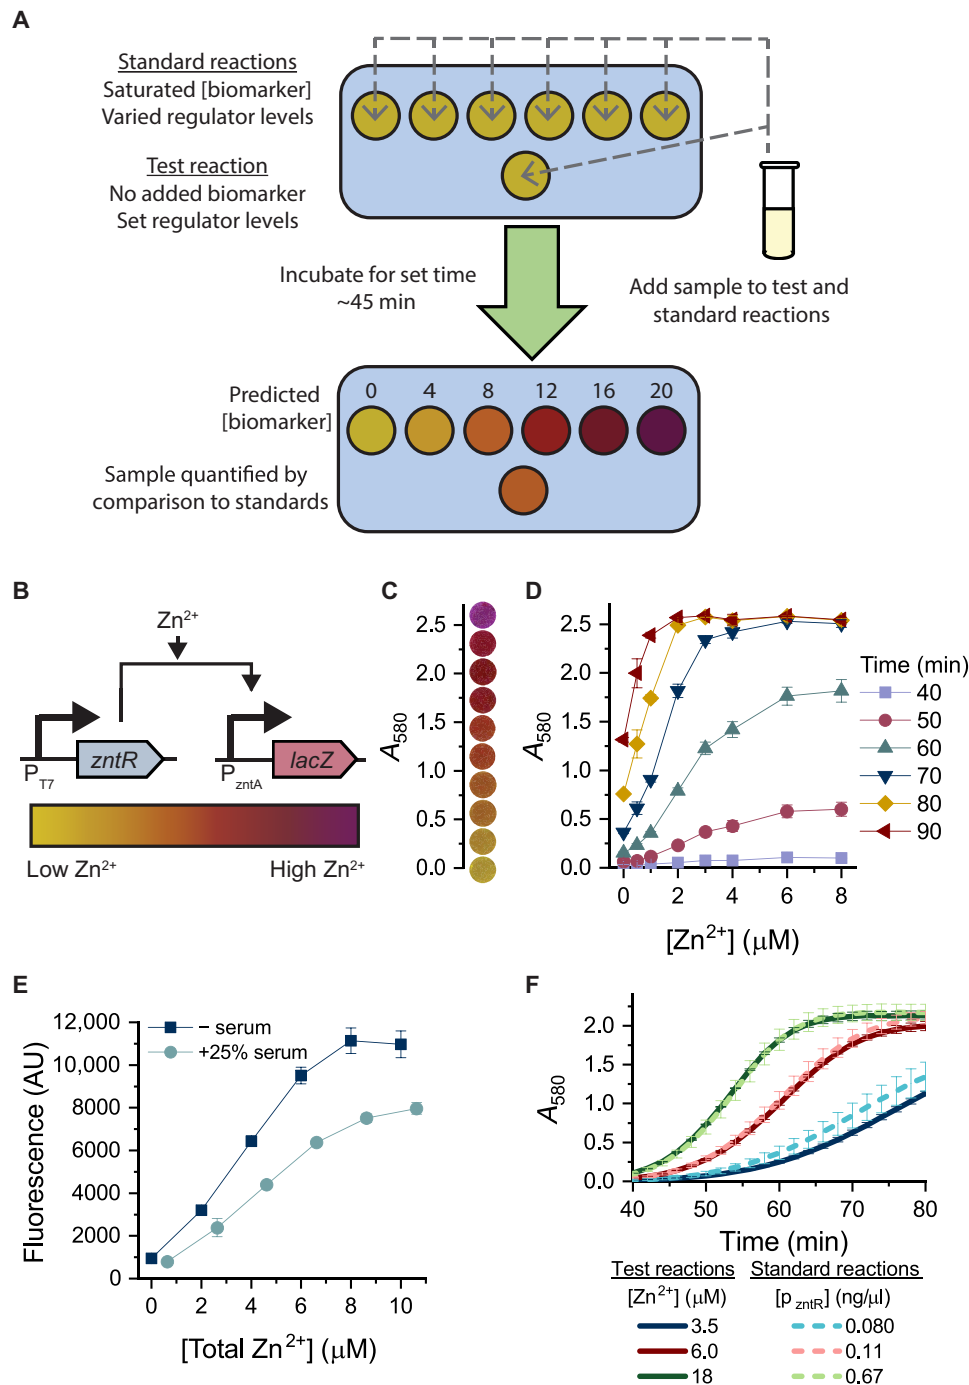 A
Standard reactions
Saturated [biomarker]
Varied regulator levels
Test reaction
No added biomarker
Set regulator levels
Incubate for set time
~45 min
Add sample to test and
standard reactions
Predicted
[biomarker]
0 4 8 12 16 20
Sample quantified by
comparison to standards
B
Zn2+
PT7
zntR
PzntA
lacZ
Low Zn2+
High Zn2+
C
A580
2.5
2.0
1.5
1.0
0.5
0.0
D
A580
2.5
2.0
1.5
1.0
0.5
0.0
0 2 4 6 8
[Zn2+] (μM)
Time (min)
40
50
60
70
80
90
E
Fluorescence (AU)
12,000
10,000
8000
6000
4000
2000
0
– serum
+25% serum
0 2 4 6 8 10
[Total Zn2+] (μM)
F
A580
2.0
1.5
1.0
0.5
0.0
40 50 60 70 80
Time (min)
Test reactions Standard reactions
[Zn2+] (μM) [p zntR] (ng/μl)
3.5 0.080
6.0 0.11
18 0.67